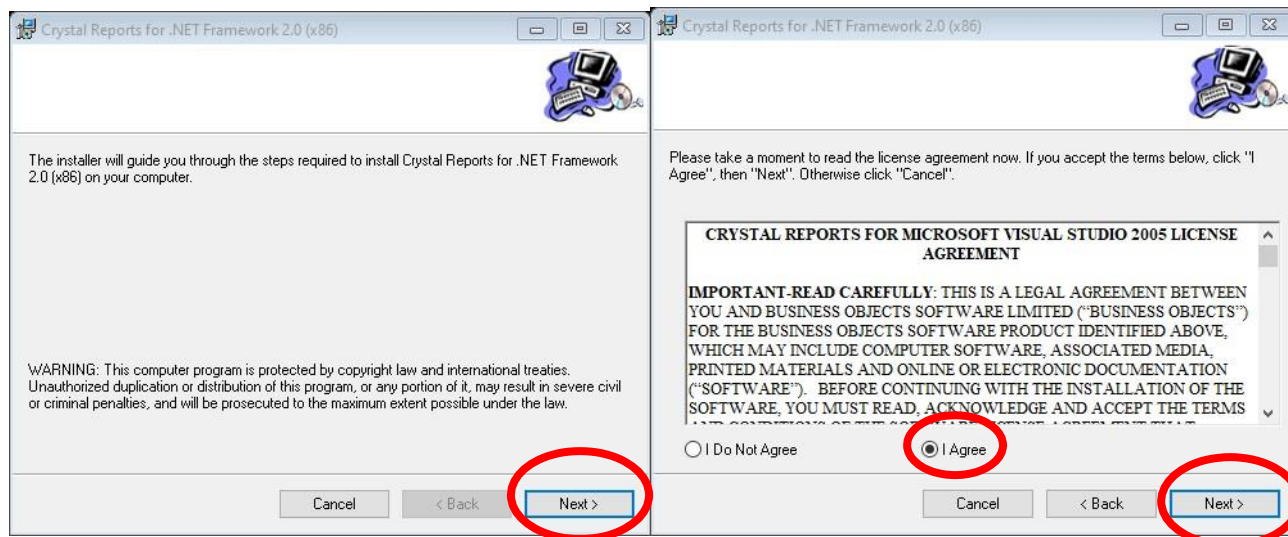 Crystal Reports for .NET Framework 2.0 (x86)
The installer will guide you through the steps required to install Crystal Reports for .NET Framework
2.0 (x86) on your computer.
WARNING: This computer program is protected by copyright law and international treaties.
Unauthorized duplication or distribution of this program, or any portion of it, may result in severe civil
or criminal penalties, and will be prosecuted to the maximum extent possible under the law.
Cancel
< Back
Next >
Crystal Reports for .NET Framework 2.0 (x86)
Please take a moment to read the license agreement now. If you accept the terms below, click "I
Agree", then "Next". Otherwise click "Cancel".
CRYSTAL REPORTS FOR MICROSOFT VISUAL STUDIO 2005 LICENSE
AGREEMENT
IMPORTANT-READ CAREFULLY: THIS IS A LEGAL AGREEMENT BETWEEN
YOU AND BUSINESS OBJECTS SOFTWARE LIMITED ("BUSINESS OBJECTS")
FOR THE BUSINESS OBJECTS SOFTWARE PRODUCT IDENTIFIED ABOVE,
WHICH MAY INCLUDE COMPUTER SOFTWARE, ASSOCIATED MEDIA,
PRINTED MATERIALS AND ONLINE OR ELECTRONIC DOCUMENTATION
("SOFTWARE"). BEFORE CONTINUING WITH THE INSTALLATION OF THE
SOFTWARE, YOU MUST READ, ACKNOWLEDGE AND ACCEPT THE TERMS
AND CONDITIONS OF THE SOFTWARE LICENSE AGREEMENT THAT
I Do Not Agree
I Agree
Cancel
< Back
Next >